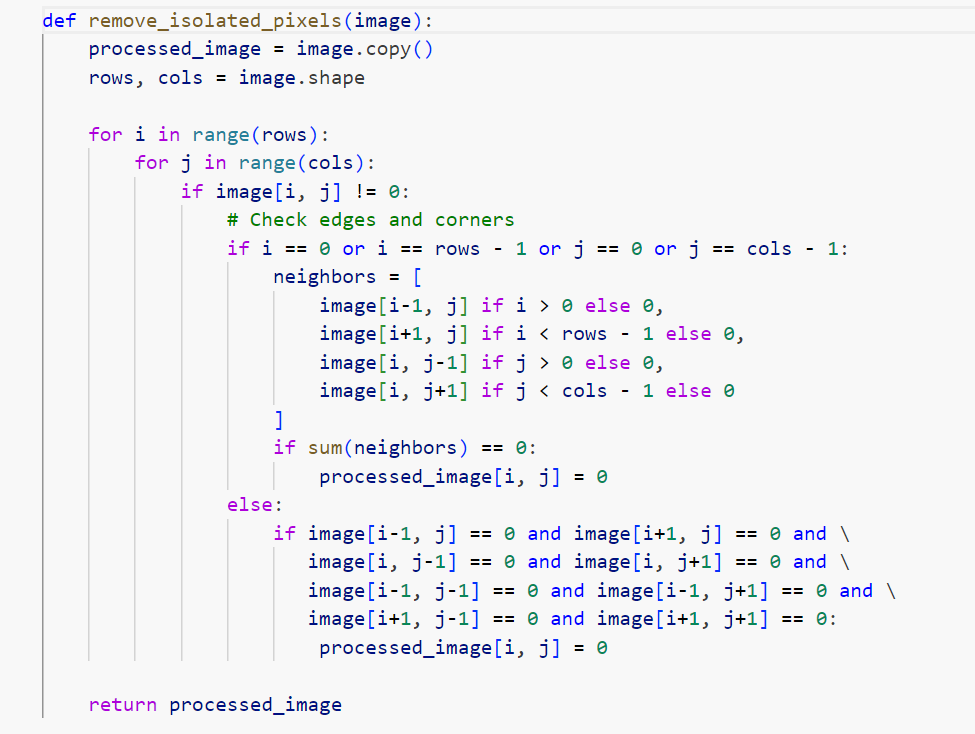 def remove_isolated_pixels(image):
    processed_image = image.copy()
    rows, cols = image.shape

    for i in range(rows):
        for j in range(cols):
            if image[i, j] != 0:
                # Check edges and corners
                if i == 0 or i == rows - 1 or j == 0 or j == cols - 1:
                    neighbors = [
                        image[i-1, j] if i > 0 else 0,
                        image[i+1, j] if i < rows - 1 else 0,
                        image[i, j-1] if j > 0 else 0,
                        image[i, j+1] if j < cols - 1 else 0
                    ]
                    if sum(neighbors) == 0:
                        processed_image[i, j] = 0
                else:
                    if image[i-1, j] == 0 and image[i+1, j] == 0 and \
                       image[i, j-1] == 0 and image[i, j+1] == 0 and \
                       image[i-1, j-1] == 0 and image[i-1, j+1] == 0 and \
                       image[i+1, j-1] == 0 and image[i+1, j+1] == 0:
                        processed_image[i, j] = 0

    return processed_image